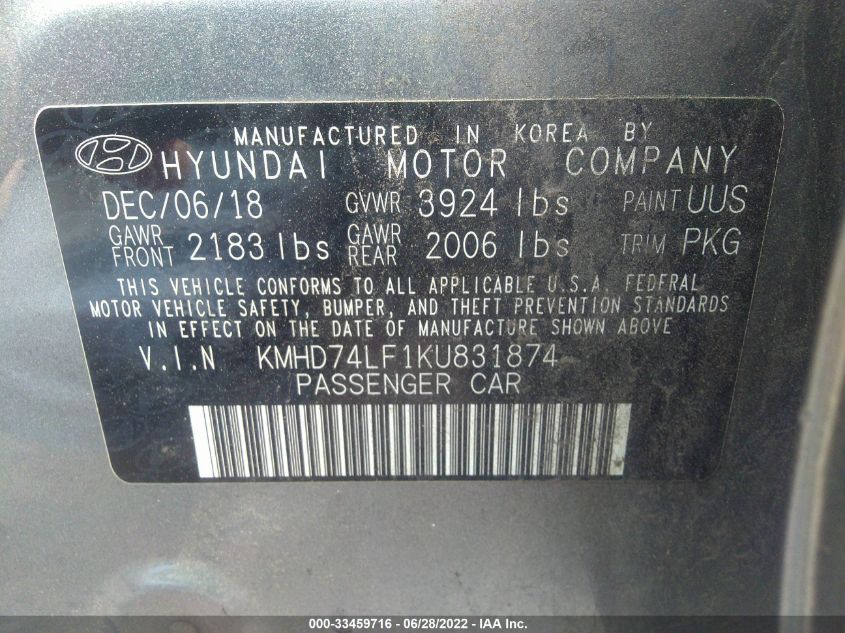 MANUFACTURED IN KOREA BY
HYUNDAI MOTOR COMPANY
DEC/06/18 GVWR 3924 lbs PAINT UUS
GAWR FRONT 2183 lbs GAWR REAR 2006 lbs TRIM PKG
THIS VEHICLE CONFORMS TO ALL APPLICABLE U.S.A. FEDERAL
MOTOR VEHICLE SAFETY, BUMPER, AND THEFT PREVENTION STANDARDS
IN EFFECT ON THE DATE OF MANUFACTURE SHOWN ABOVE
V.I.N KMHD74LF1KU831874
PASSENGER CAR
000-33459716 - 06/28/2022 - IAA Inc.